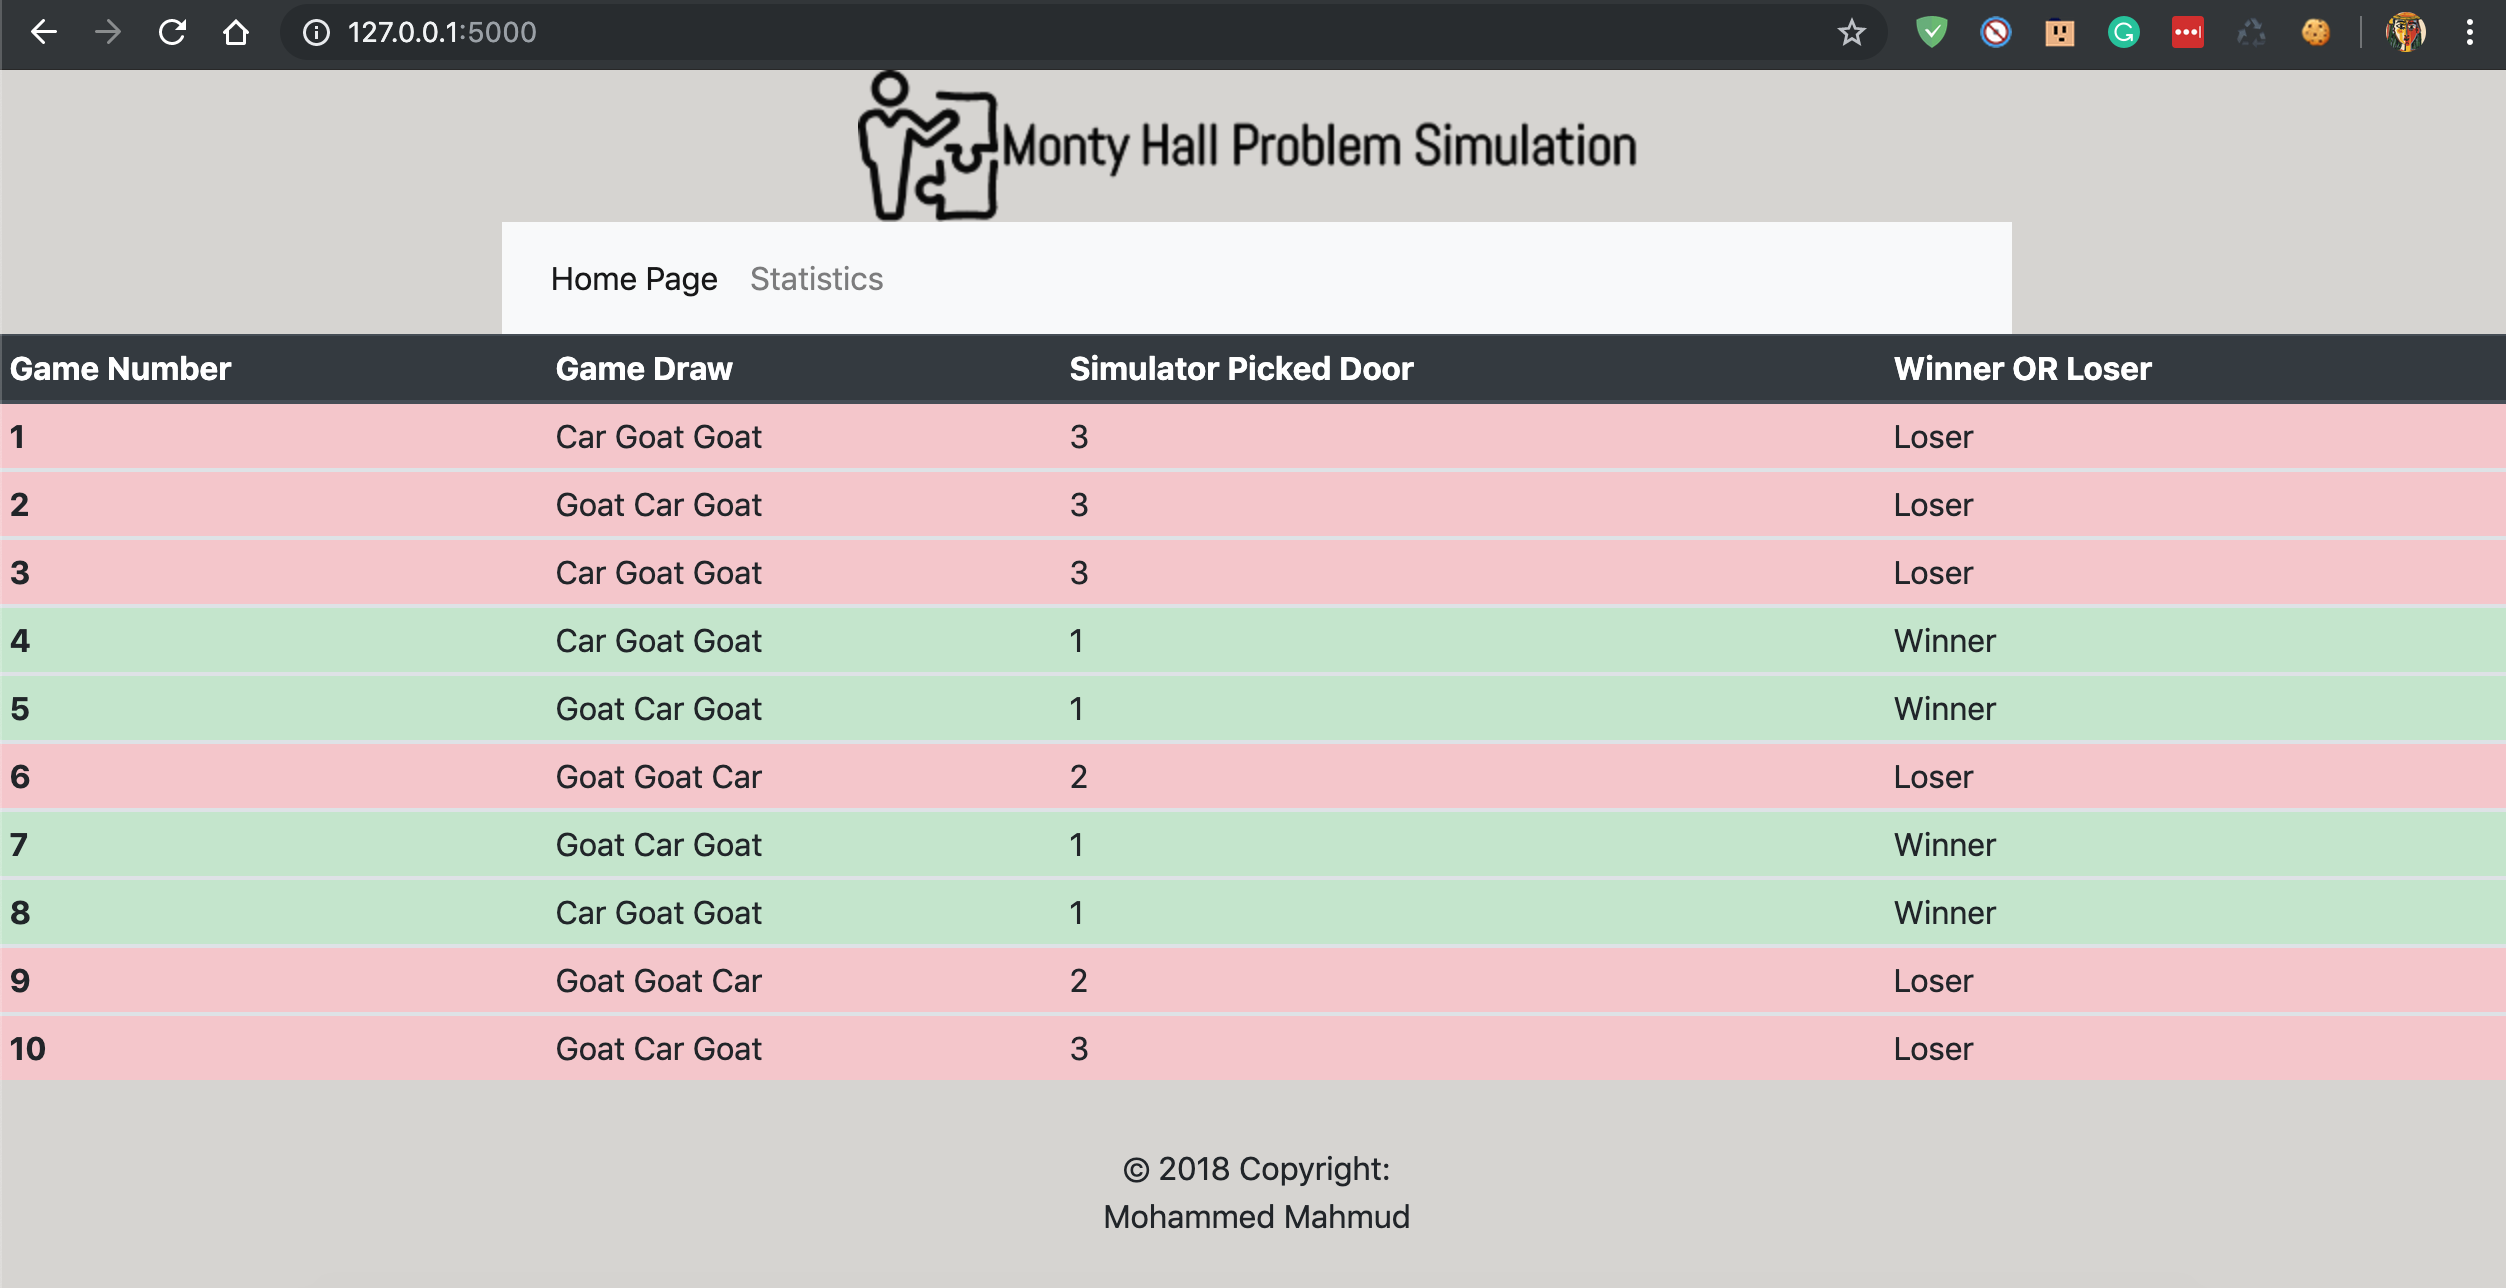 127.0.0.1:5000
Monty Hall Problem Simulation
Home Page Statistics
Game Number Game Draw Simulator Picked Door Winner OR Loser
1 Car Goat Goat 3 Loser
2 Goat Car Goat 3 Loser
3 Car Goat Goat 3 Loser
4 Car Goat Goat 1 Winner
5 Goat Car Goat 1 Winner
6 Goat Goat Car 2 Loser
7 Goat Car Goat 1 Winner
8 Car Goat Goat 1 Winner
9 Goat Goat Car 2 Loser
10 Goat Car Goat 3 Loser
© 2018 Copyright:
Mohammed Mahmud